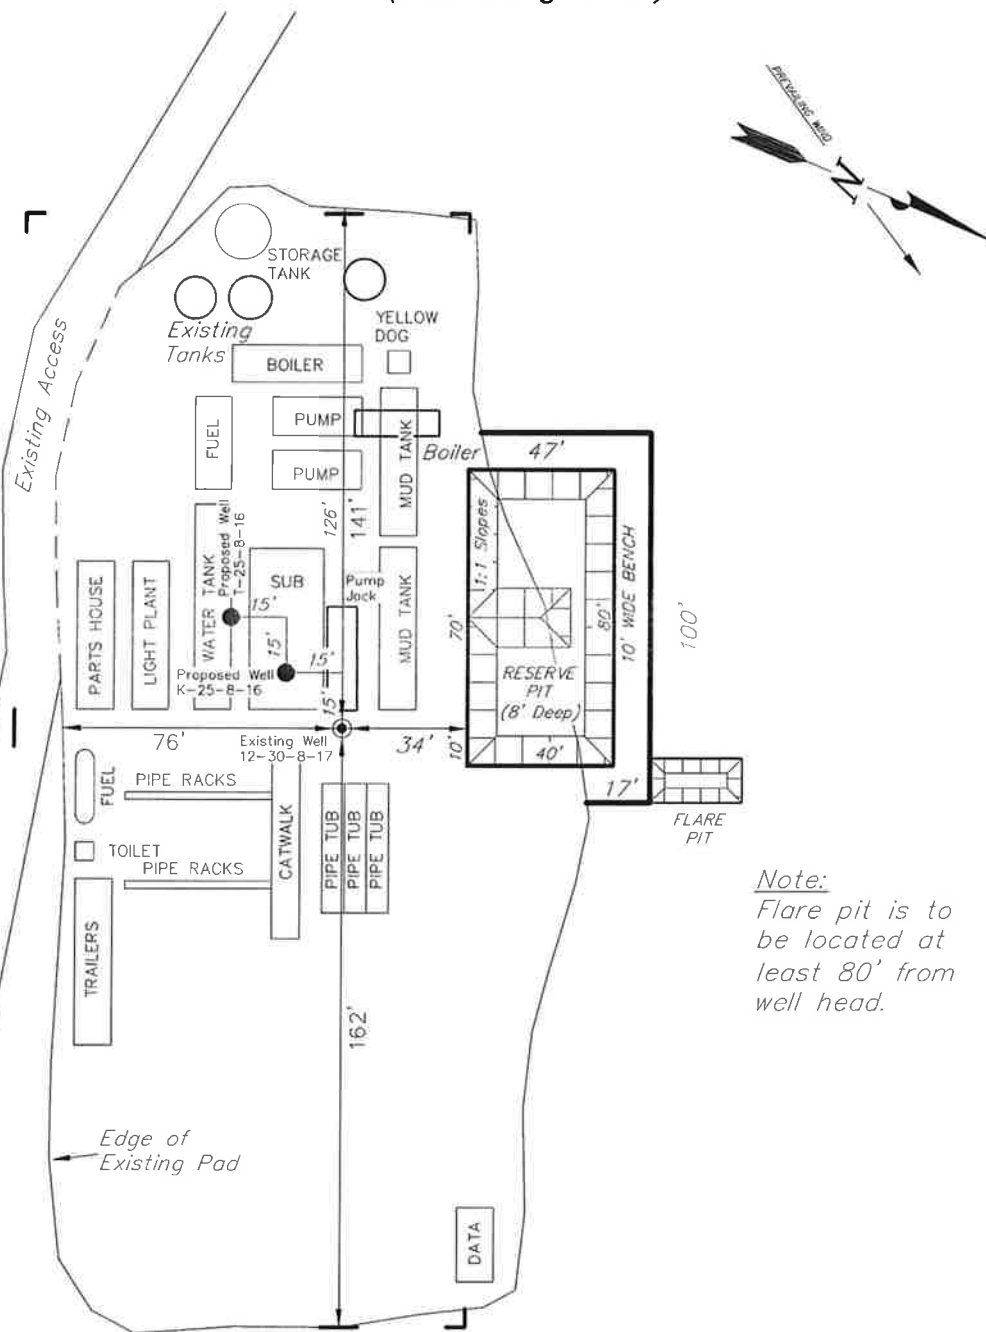 PREVAILING WIND
N
STORAGE
TANK
Existing
Tanks
YELLOW
DOG
BOILER
Existing Access
FUEL
PUMP
PUMP
MUD TANK
Boiler
47'
126'
141'
1:1 Slopes
WATER TANK
Proposed Well
T-25-8-16
SUB
Pump
Jack
MUD TANK
PARTS HOUSE
LIGHT PLANT
15'
15'
15'
15'
Proposed Well
K-25-8-16
70'
80'
10' WIDE BENCH
100'
RESERVE
PIT
(8' Deep)
76'
Existing Well
12-30-8-17
34'
10'
40'
17'
FUEL
PIPE RACKS
TOILET
PIPE RACKS
CATWALK
PIPE TUB
PIPE TUB
PIPE TUB
FLARE
PIT
TRAILERS
Note:
Flare pit is to
be located at
least 80' from
well head.
162'
Edge of
Existing Pad
DATA